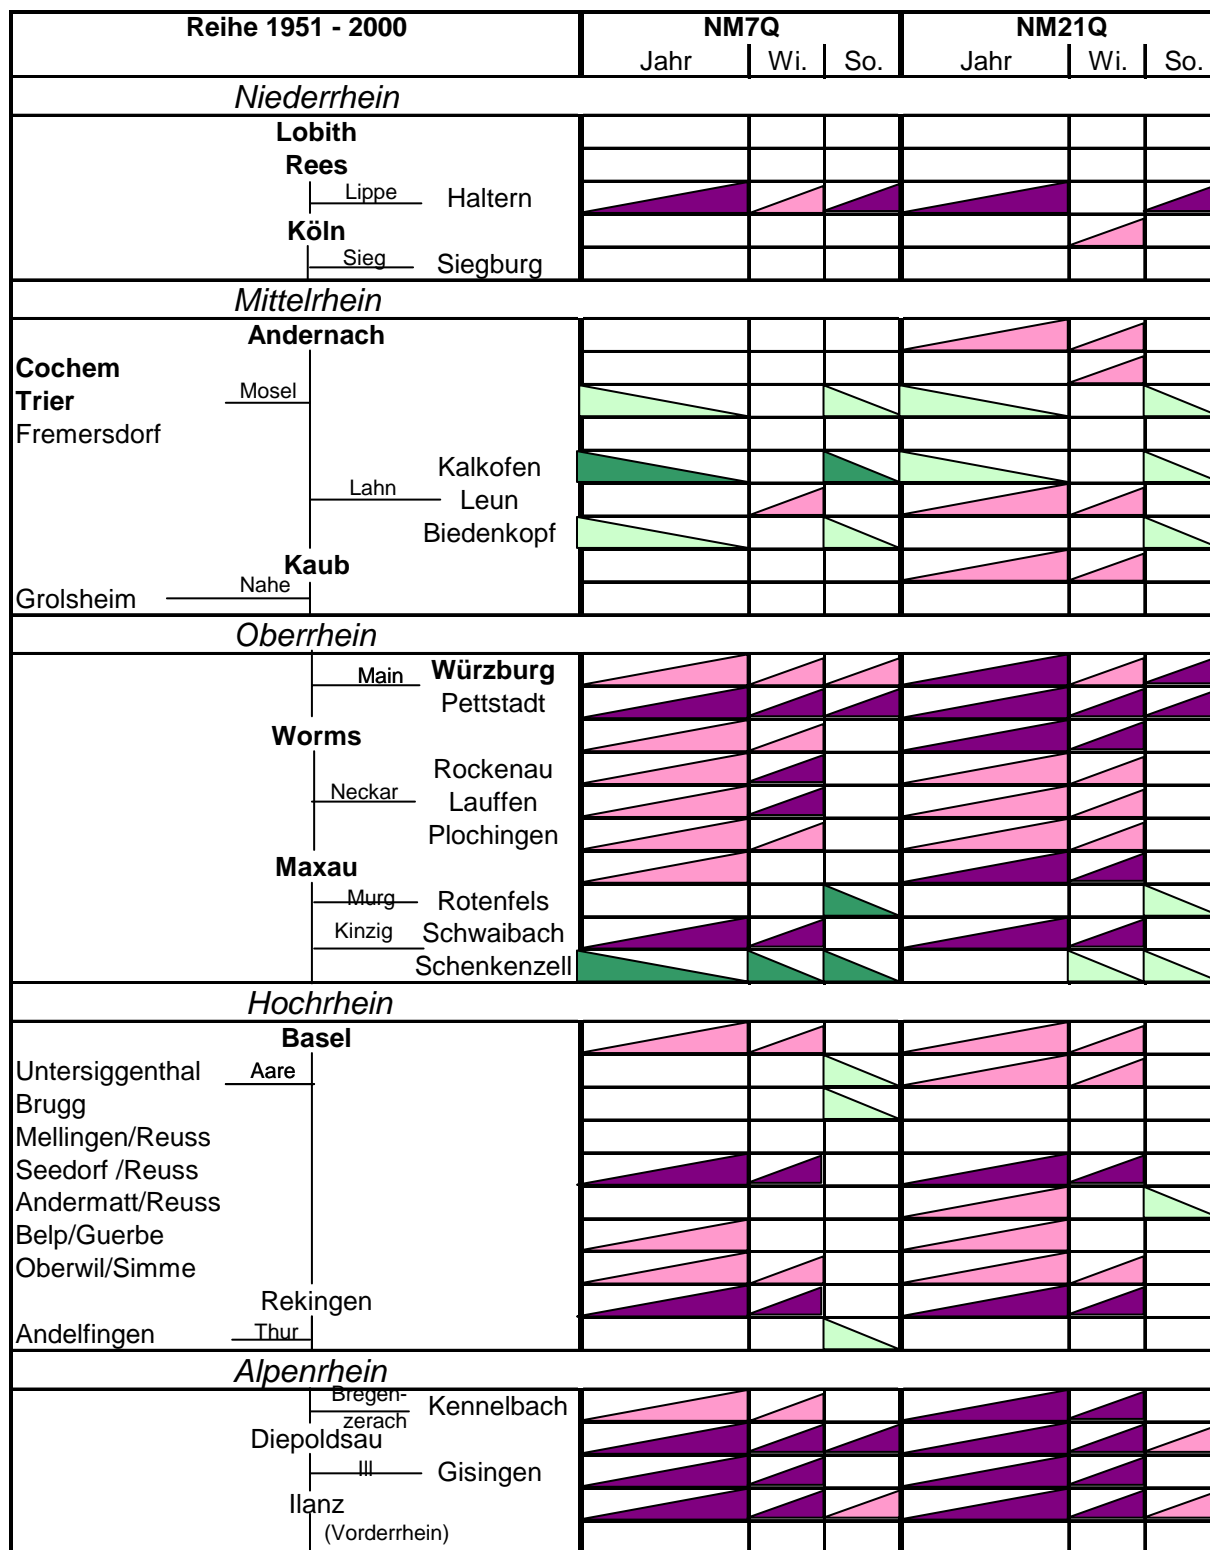 Reihe 1951 - 2000 NM7Q NM21Q
Jahr Wi. So. Jahr Wi. So.
Niederrhein
Lobith
Rees
Lippe Haltern
Köln
Sieg Siegburg
Mittelrhein
Andernach
Cochem
Trier Mosel
Fremersdorf
Kalkofen
Lahn Leun
Biedenkopf
Kaub
Grolsheim Nahe
Oberrhein
Main Würzburg
Pettstadt
Worms
Rockenau
Neckar Lauffen
Plochingen
Maxau
Murg Rotenfels
Kinzig Schwaibach
Schenkenzell
Hochrhein
Basel
Untersiggenthal Aare
Brugg
Mellingen/Reuss
Seedorf /Reuss
Andermatt/Reuss
Belp/Guerbe
Oberwil/Simme
Rekingen
Andelfingen Thur
Alpenrhein
Bregen-
zerach Kennelbach
Diepoldsau
Ill Gisingen
Ilanz
(Vorderrhein)